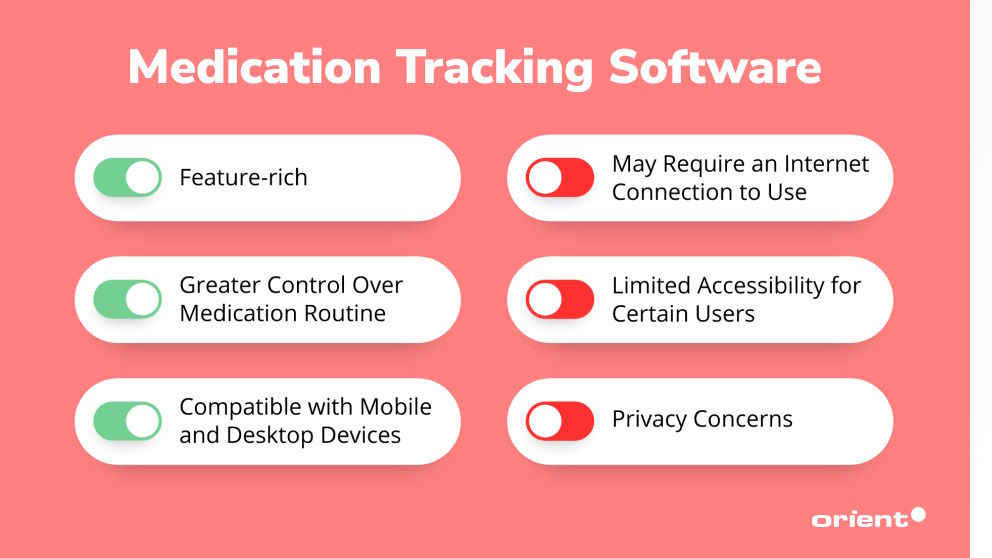 Medication Tracking Software
Feature-rich
May Require an Internet
Connection to Use
Greater Control Over
Medication Routine
Limited Accessibility for
Certain Users
Compatible with Mobile
and Desktop Devices
Privacy Concerns
orient